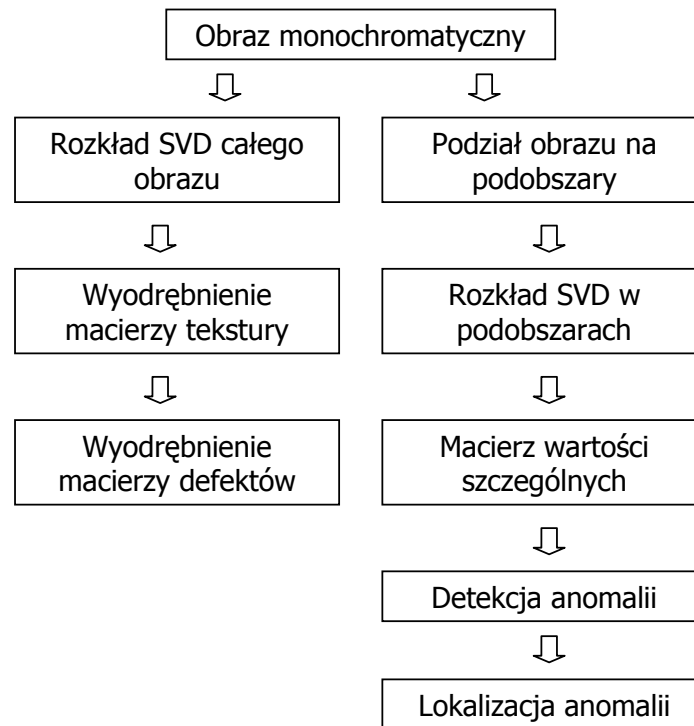 Obraz monochromatyczny
Rozkład SVD całego
obrazu
Wyodrębnienie
macierzy tekstury
Wyodrębnienie
macierzy defektów
Podział obrazu na
podobszary
Rozkład SVD w
podobszarach
Macierz wartości
szczególnych
Detekcja anomalii
Lokalizacja anomalii